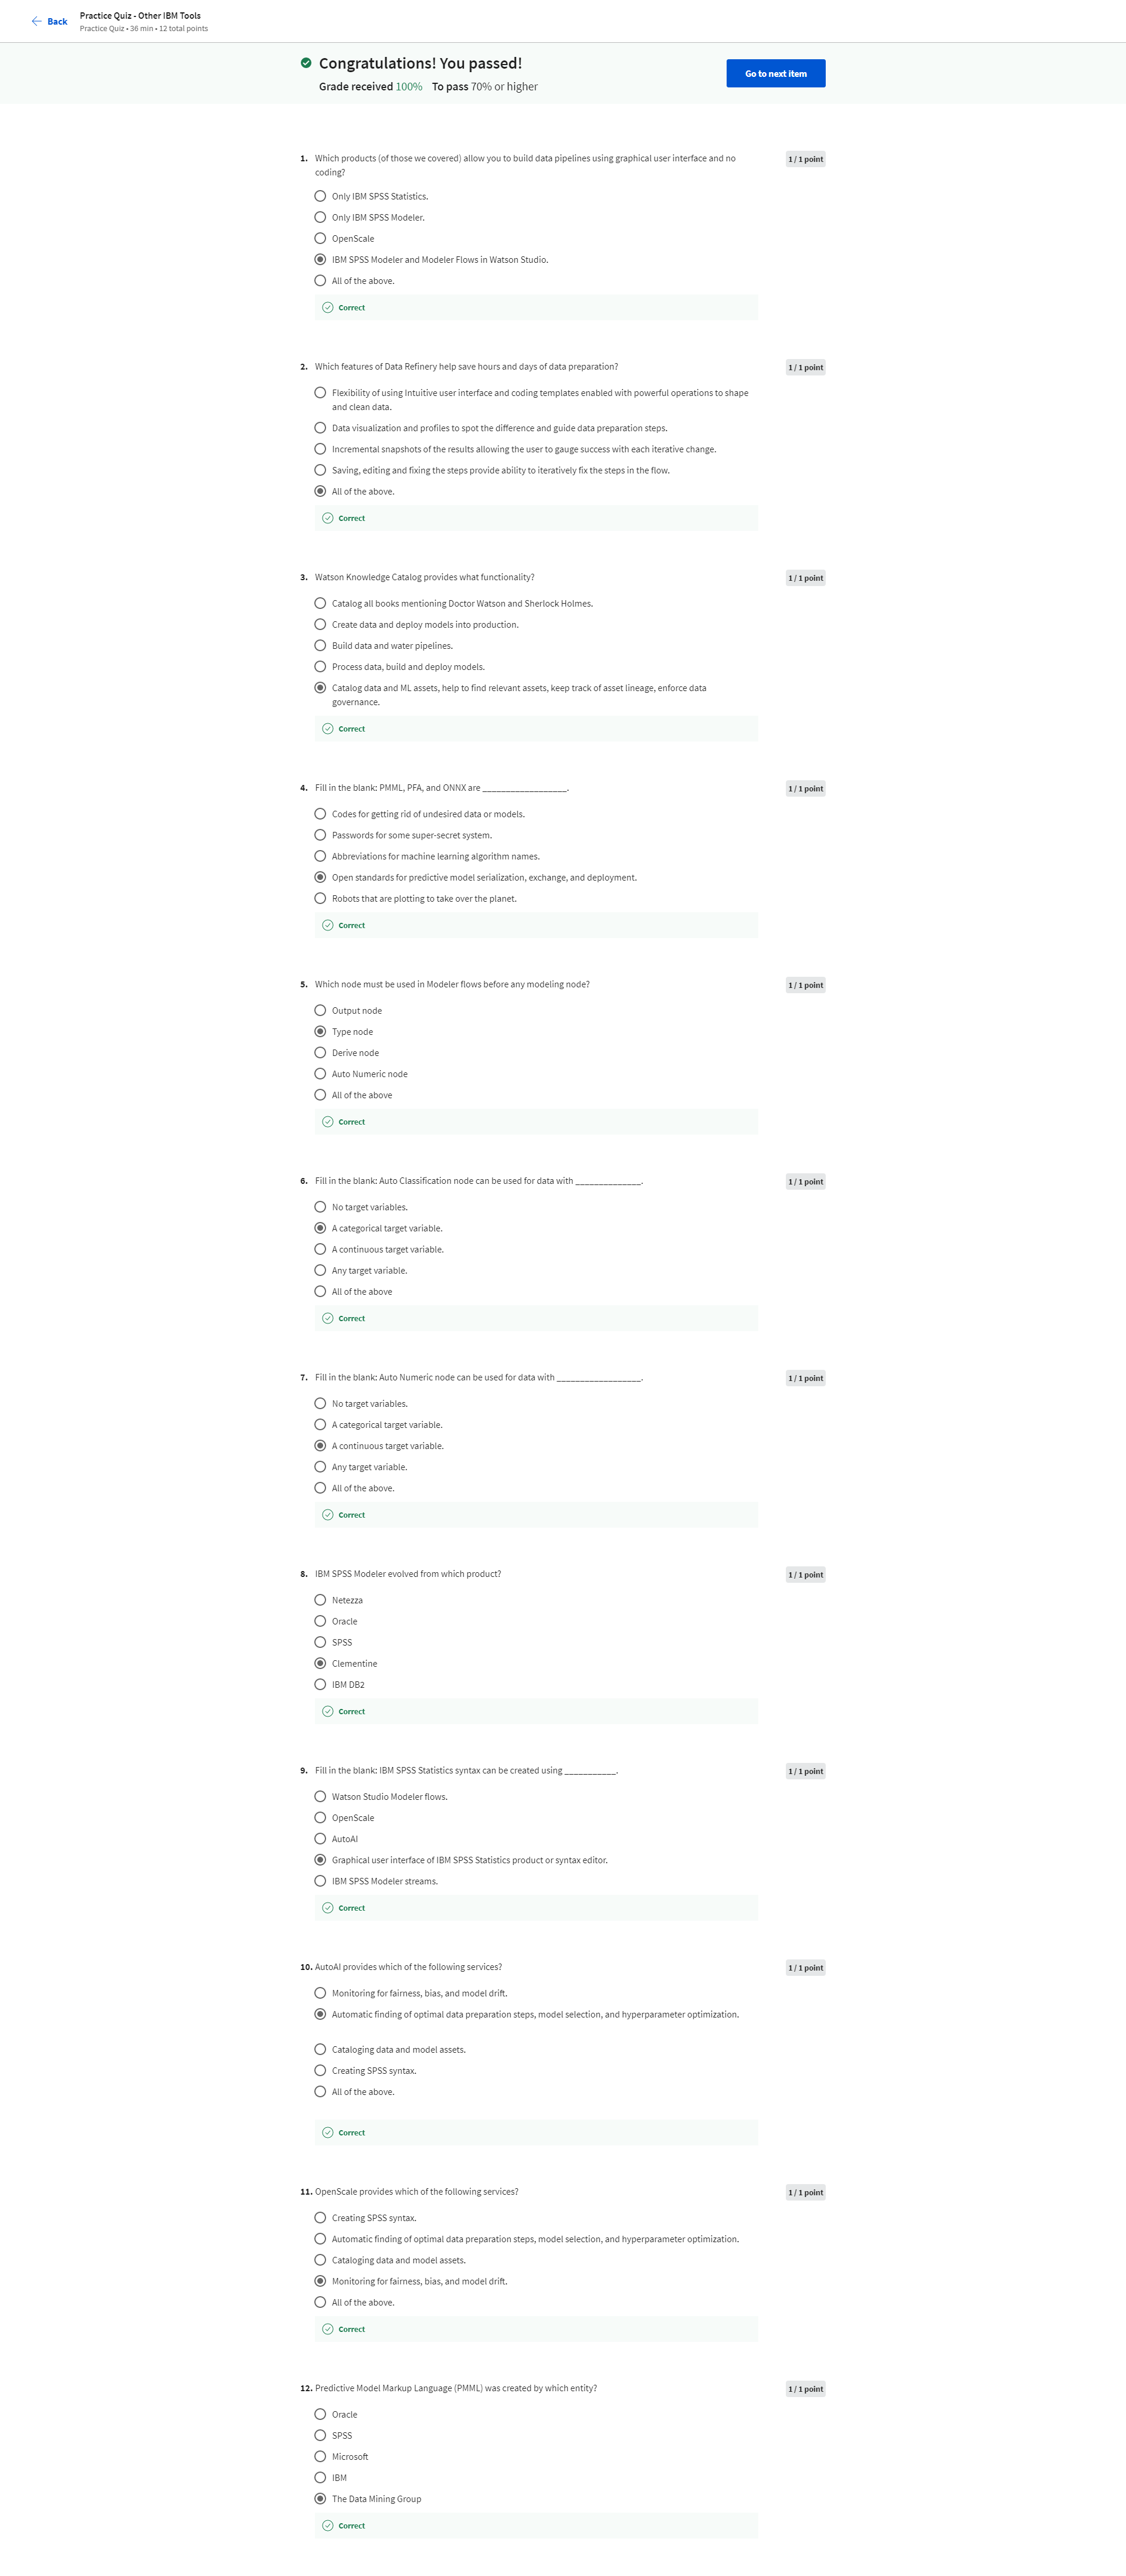 Back
Practice Quiz - Other IBM Tools
Practice Quiz • 36 min • 12 total points
Congratulations! You passed!
Grade received 100% To pass 70% or higher
Go to next item
1. Which products (of those we covered) allow you to build data pipelines using graphical user interface and no
coding?
1 / 1 point
Only IBM SPSS Statistics.
Only IBM SPSS Modeler.
OpenScale
IBM SPSS Modeler and Modeler Flows in Watson Studio.
All of the above.
Correct
2. Which features of Data Refinery help save hours and days of data preparation?
1 / 1 point
Flexibility of using Intuitive user interface and coding templates enabled with powerful operations to shape
and clean data.
Data visualization and profiles to spot the difference and guide data preparation steps.
Incremental snapshots of the results allowing the user to gauge success with each iterative change.
Saving, editing and fixing the steps provide ability to iteratively fix the steps in the flow.
All of the above.
Correct
3. Watson Knowledge Catalog provides what functionality?
1 / 1 point
Catalog all books mentioning Doctor Watson and Sherlock Holmes.
Create data and deploy models into production.
Build data and water pipelines.
Process data, build and deploy models.
Catalog data and ML assets, help to find relevant assets, keep track of asset lineage, enforce data
governance.
Correct
4. Fill in the blank: PMML, PFA, and ONNX are __________________.
1 / 1 point
Codes for getting rid of undesired data or models.
Passwords for some super-secret system.
Abbreviations for machine learning algorithm names.
Open standards for predictive model serialization, exchange, and deployment.
Robots that are plotting to take over the planet.
Correct
5. Which node must be used in Modeler flows before any modeling node?
1 / 1 point
Output node
Type node
Derive node
Auto Numeric node
All of the above
Correct
6. Fill in the blank: Auto Classification node can be used for data with ______________.
1 / 1 point
No target variables.
A categorical target variable.
A continuous target variable.
Any target variable.
All of the above
Correct
7. Fill in the blank: Auto Numeric node can be used for data with __________________.
1 / 1 point
No target variables.
A categorical target variable.
A continuous target variable.
Any target variable.
All of the above.
Correct
8. IBM SPSS Modeler evolved from which product?
1 / 1 point
Netezza
Oracle
SPSS
Clementine
IBM DB2
Correct
9. Fill in the blank: IBM SPSS Statistics syntax can be created using ___________.
1 / 1 point
Watson Studio Modeler flows.
OpenScale
AutoAI
Graphical user interface of IBM SPSS Statistics product or syntax editor.
IBM SPSS Modeler streams.
Correct
10. AutoAI provides which of the following services?
1 / 1 point
Monitoring for fairness, bias, and model drift.
Automatic finding of optimal data preparation steps, model selection, and hyperparameter optimization.
Cataloging data and model assets.
Creating SPSS syntax.
All of the above.
Correct
11. OpenScale provides which of the following services?
1 / 1 point
Creating SPSS syntax.
Automatic finding of optimal data preparation steps, model selection, and hyperparameter optimization.
Cataloging data and model assets.
Monitoring for fairness, bias, and model drift.
All of the above.
Correct
12. Predictive Model Markup Language (PMML) was created by which entity?
1 / 1 point
Oracle
SPSS
Microsoft
IBM
The Data Mining Group
Correct